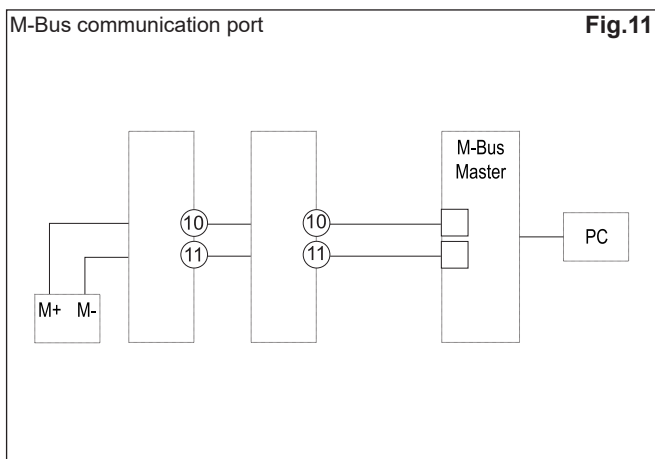 M-Bus communication port
Fig.11
M-Bus
Master
10
10
11
11
PC
M+ M-